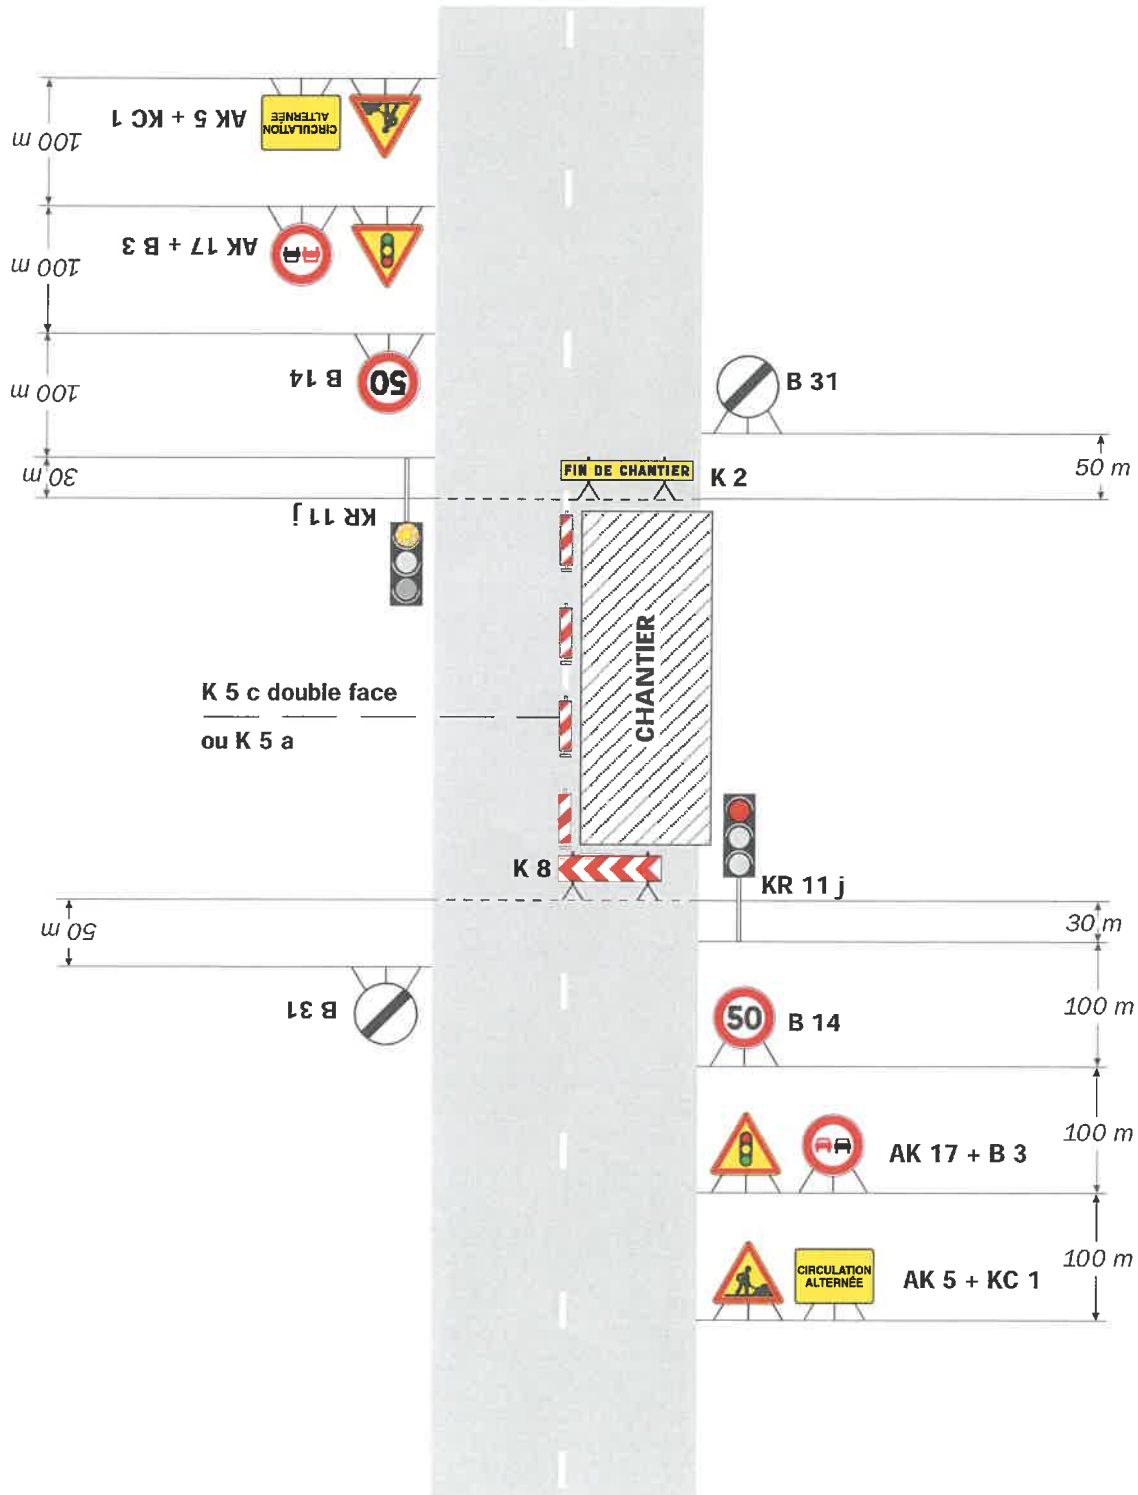 100 m
AK 5 + KC 1
CIRCULATION
ALTERNÉE
100 m
AK 17 + B 3
100 m
B 14
50
B 31
30 m
KR 11 j
FIN DE CHANTIER
K 2
50 m
CHANTIER
K 5 c double face
ou K 5 a
K 8
KR 11 j
50 m
30 m
B 31
50
B 14
100 m
AK 17 + B 3
100 m
CIRCULATION
ALTERNÉE
AK 5 + KC 1
100 m